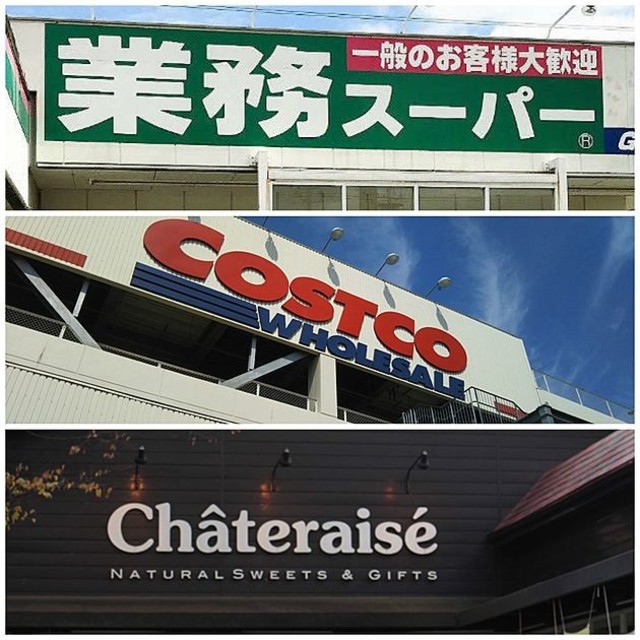 一般のお客様大歓迎
業務スーパー
®
G
COSTCO
WHOLESALE
Châteraisé
NATURAL SWEETS & GIFTS